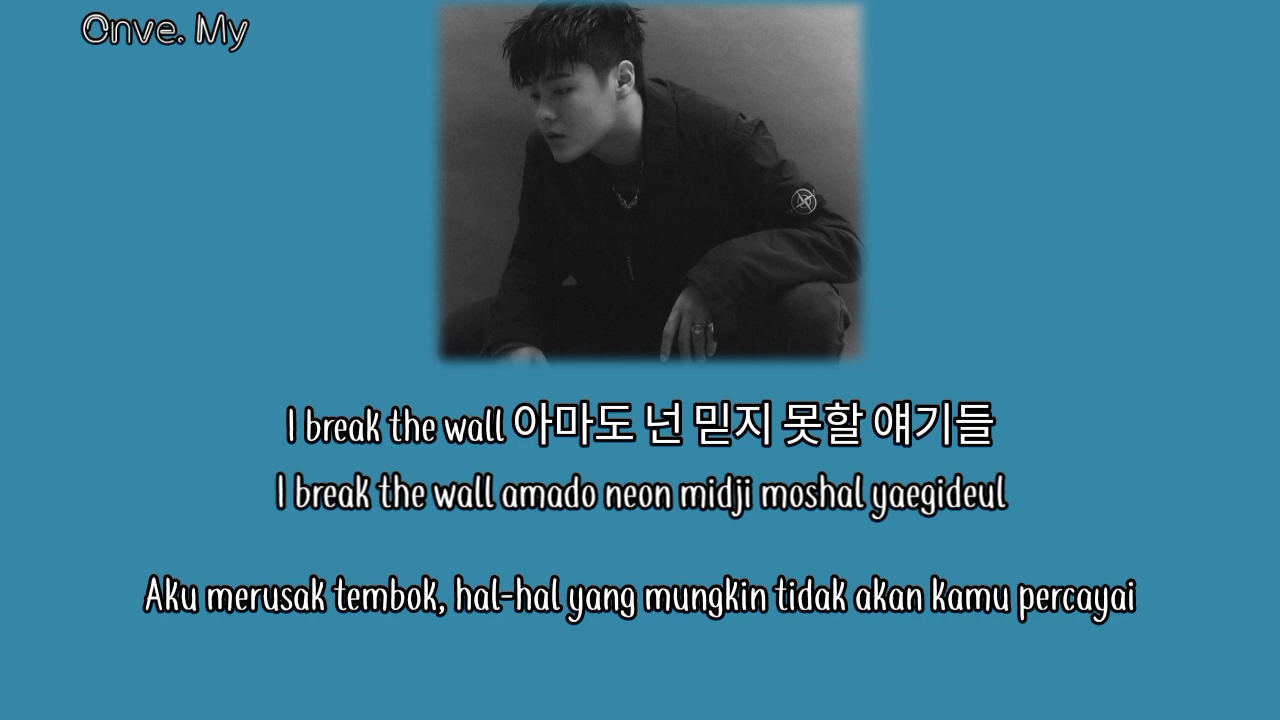 Onve. My
I break the wall 아마도 넌 믿지 못할 얘기들
I break the wall amado neon midji moshal yaegideul
Aku merusak tembok, hal-hal yang mungkin tidak akan kamu percayai